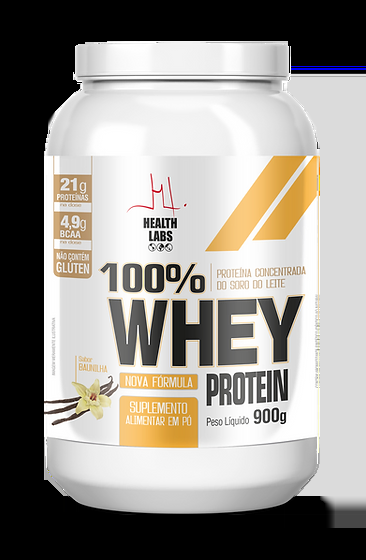 21g
PROTEÍNAS
4,9g
BCAA
NÃO CONTÉM
GLÚTEN
HEALTH
LABS
100%
PROTEÍNA CONCENTRADA
DO SORO DO LEITE
WHEY
PROTEIN
Sabor
BAUNILHA
NOVA FÓRMULA
SUPLEMENTO
ALIMENTAR EM PÓ
Peso Líquido 900g